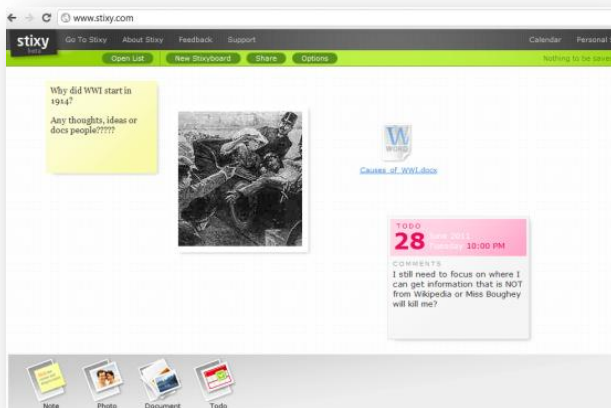 www.stixy.com
stixy
beta
Go To Stixy About Stixy Feedback Support
Calendar Personal
Open List New Stixyboard Share Options
Nothing to be save
Why did WWI start in
1914?
Any thoughts, ideas or
docs people?????
WORD
Causes_of_WWI.docx
TODO
28 June 2011
Tuesday 10:00 PM
COMMENTS
I still need to focus on where I
can get information that is NOT
from Wikipedia or Miss Boughey
will kill me?
Note Photo Document Todo